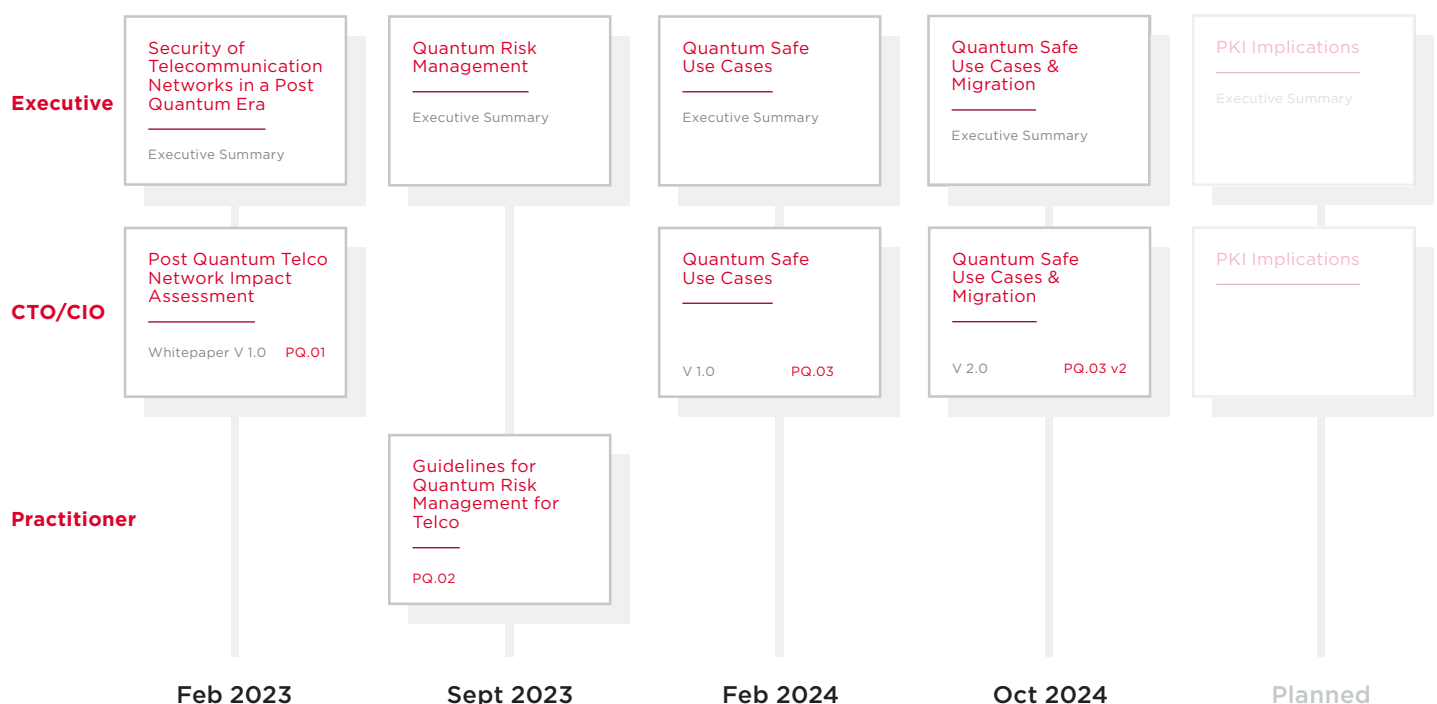 Executive
Security of
Telecommunication
Networks in a Post
Quantum Era
Executive Summary
Quantum Risk
Management
Executive Summary
Quantum Safe
Use Cases
Executive Summary
Quantum Safe
Use Cases &
Migration
Executive Summary
PKI Implications
Executive Summary
CTO/CIO
Post Quantum Telco
Network Impact
Assessment
Whitepaper V 1.0 PQ.01
Quantum Safe
Use Cases
V 1.0 PQ.03
Quantum Safe
Use Cases &
Migration
V 2.0 PQ.03 v2
PKI Implications
Practitioner
Guidelines for
Quantum Risk
Management for
Telco
PQ.02
Feb 2023 Sept 2023 Feb 2024 Oct 2024 Planned